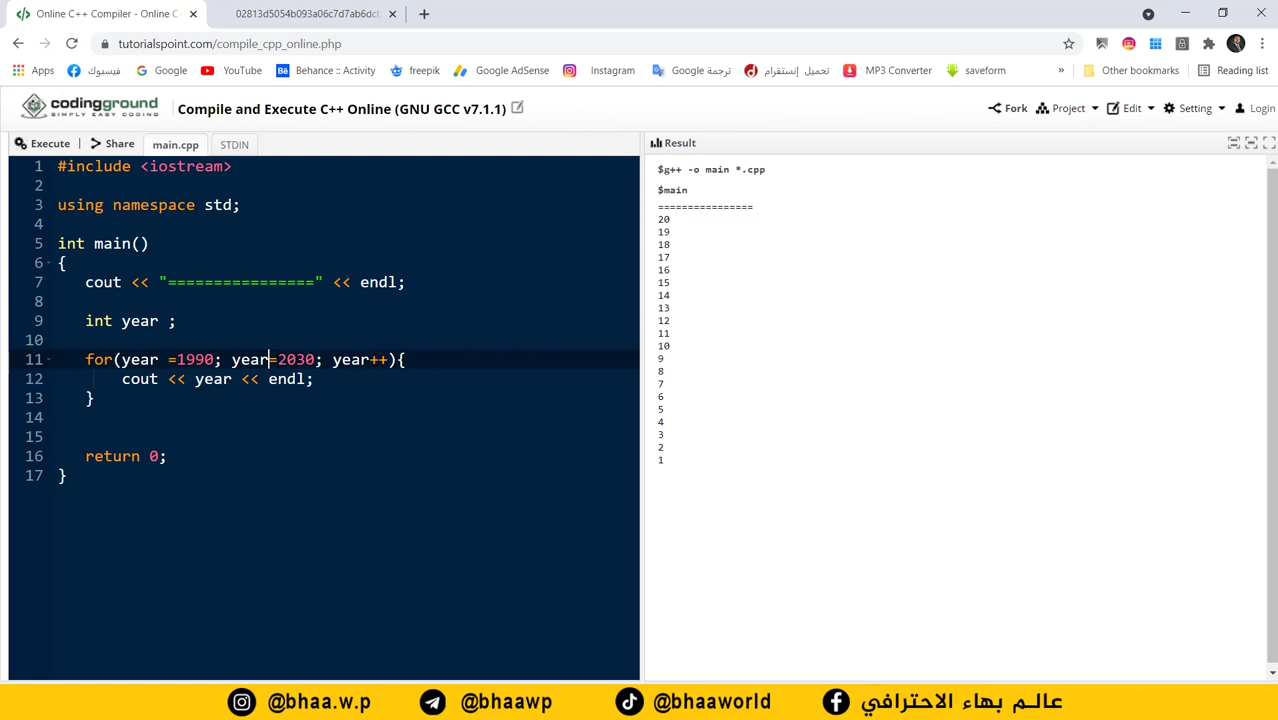 Online C++ Compiler - Online C
02813d5054b093a06c7d7ab6dcb
tutorialspoint.com/compile_cpp_online.php
Apps فيسبوك Google YouTube Behance :: Activity freepik Google AdSense Instagram ترجمة Google تحميل إنستقرام MP3 Converter saveform » Other bookmarks Reading list
codingground
SIMPLY EASY CODING
Compile and Execute C++ Online (GNU GCC v7.1.1)
Fork Project Edit Setting Login
Execute Share main.cpp STDIN
1 #include <iostream>
2
3 using namespace std;
4
5 int main()
6 {
7 cout << "================" << endl;
8
9 int year ;
10
11 for(year =1990; year=2030; year++){
12 cout << year << endl;
13 }
14
15
16 return 0;
17 }
Result
$g++ -o main *.cpp
$main
================
20
19
18
17
16
15
14
13
12
11
10
9
8
7
6
5
4
3
2
1
@bhaa.w.p @bhaawp @bhaaworld عالم بهاء الاحترافي